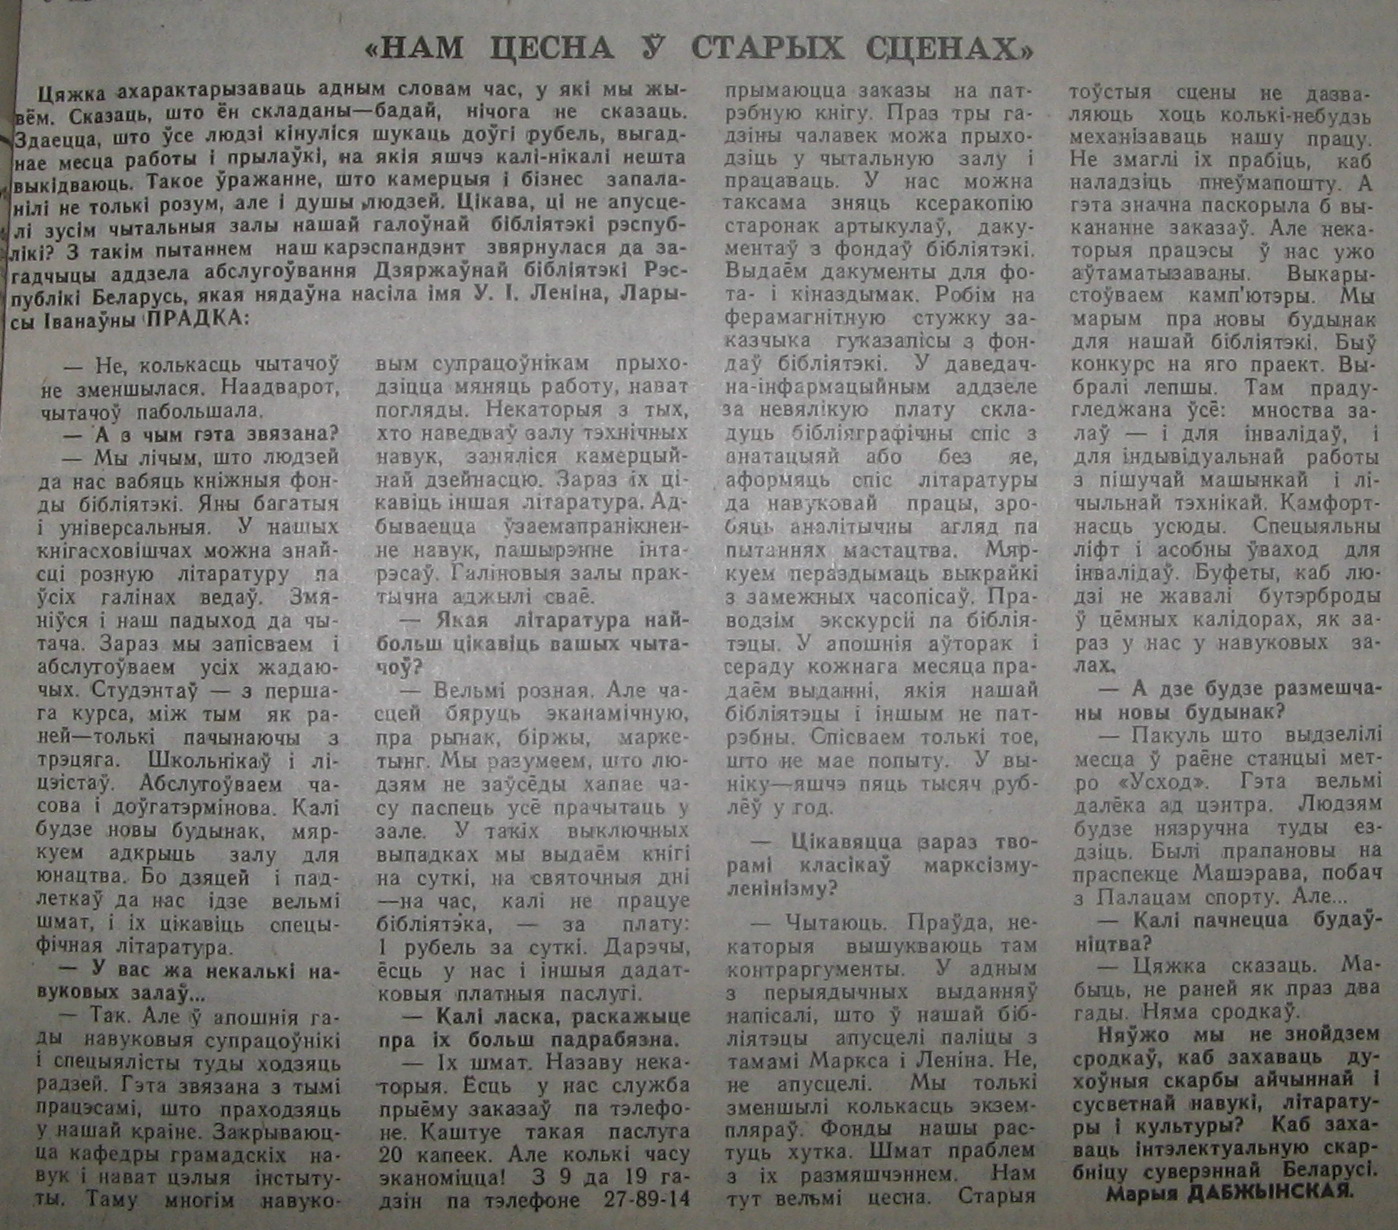 «НАМ ЦЕСНА Ў СТАРЫХ СЦЕНАХ»
Цяжка ахарактарызаваць адным словам час, у які мы жы-
вём. Сказаць, што ён складаны—бадай, нічога не сказаць.
Здаецца, што ўсе людзі кінуліся шукаць доўгі рубель, выгад-
нае месца работы і прылаўкі, на якія яшчэ калі-нікалі нешта
выкідваюць. Такое ўражанне, што камерцыя і бізнес запала-
нілі не толькі розум, але і душы людзей. Цікава, ці не апусце-
лі зусім чытальныя залы нашай галоўнай бібліятэкі рэспуб-
лікі? З такім пытаннем наш карэспандэнт звярнулася да за-
гадчыцы аддзела абслугоўвання Дзяржаўнай бібліятэкі Рэс-
публікі Беларусь, якая нядаўна насіла імя У. І. Леніна, Лары-
сы Іванаўны ПРАДКА:
— Не, колькасць чытачоў
не зменшылася. Наадварот,
чытачоў пабольшала.
— А з чым гэта звязана?
— Мы лічым, што людзей
да нас вабяць кніжныя фон-
ды бібліятэкі. Яны багатыя
і універсальныя. У нашых
кнігасховішчах можна знай-
сці розную літаратуру па
ўсіх галінах ведаў. Змя-
ніўся і наш падыход да чы-
тача. Зараз мы запісваем і
абслугоўваем усіх жадаю-
чых. Студэнтаў — з перша-
га курса, між тым як ра-
ней—толькі пачынаючы з
трэцяга. Школьнікаў і лі-
цэістаў. Абслугоўваем ча-
сова і доўгатэрмінова. Калі
будзе новы будынак, мяр-
куем адкрыць залу для
юнацтва. Бо дзяцей і пад-
леткаў да нас ідзе вельмі
шмат, і іх цікавіць спецы-
фічная літаратура.
— У вас жа некалькі на-
вуковых залаў...
— Так. Але ў апошнія га-
ды навуковыя супрацоўнікі
і спецыялісты туды ходзяць
радзей. Гэта звязана з тымі
працэсамі, што праходзяць
у нашай краіне. Закрываюц-
ца кафедры грамадскіх на-
вук і нават цэлыя інстыту-
ты. Таму многім навуко-
вым супрацоўнікам прыхо-
дзіцца мяняць работу, нават
погляды. Некаторыя з тых,
хто наведваў залу тэхнічных
навук, заняліся камерцый-
най дзейнасцю. Зараз іх ці-
кавіць іншая літаратура. Ад-
бываецца ўзаемапранікнен-
не навук, пашырэнне інта-
рэсаў. Галіновыя залы прак-
тычна аджылі сваё.
— Якая літаратура най-
больш цікавіць вашых чыта-
чоў?
— Вельмі розная. Але ча-
сцей бяруць эканамічную,
пра рынак, біржы, марке-
тынг. Мы разумеем, што лю-
дзям не заўсёды хапае ча-
су паспець усё прачытаць у
зале. У такіх выключных
выпадках мы выдаём кнігі
на суткі, на святочныя дні
—на час, калі не працуе
бібліятэка, — за плату:
1 рубель за суткі. Дарэчы,
ёсць у нас і іншыя дадат-
ковыя платныя паслугі.
— Калі ласка, раскажыце
пра іх больш падрабязна.
— Іх шмат. Назаву нека-
торыя. Ёсць у нас служба
прыёму заказаў па тэлефо-
не. Каштуе такая паслуга
20 капеек. Але колькі часу
эканоміцца! З 9 да 19 га-
дзін па тэлефоне 27-89-14
прымаюцца заказы на пат-
рэбную кнігу. Праз тры га-
дзіны чалавек можа прыхо-
дзіць у чытальную залу і
працаваць. У нас можна
таксама зняць ксеракопію
старонак артыкулаў, даку-
ментаў з фондаў бібліятэкі.
Выдаём дакументы для фо-
та- і кіназдымак. Робім на
ферамагнітную стужку за-
казчыка гуказапісы з фон-
даў бібліятэкі. У даведач-
на-інфармацыйным аддзеле
за невялікую плату скла-
дуць бібліяграфічны спіс з
анатацыяй або без яе,
аформяць спіс літаратуры
да навуковай працы, зро-
бяць аналітычны агляд па
пытаннях мастацтва. Мяр-
куем пераздымаць выкрайкі
з замежных часопісаў. Пра-
водзім экскурсіі па біблія-
тэцы. У апошнія аўторак і
сераду кожнага месяца пра-
даём выданні, якія нашай
бібліятэцы і іншым не пат-
рэбны. Спісваем толькі тое,
што не мае попыту. У вы-
ніку—яшчэ пяць тысяч руб-
лёў у год.
— Цікавяцца зараз тво-
рамі класікаў марксізму-
ленінізму?
— Чытаюць. Праўда, не-
каторыя вышукваюць там
контраргументы. У адным
з перыядычных выданняў
напісалі, што ў нашай біб-
ліятэцы апусцелі паліцы з
тамамі Маркса і Леніна. Не,
не апусцелі. Мы толькі
зменшылі колькасць экзем-
пляраў. Фонды нашы рас-
туць хутка. Шмат праблем
з іх размяшчэннем. Нам
тут вельмі цесна. Старыя
тоўстыя сцены не дазва-
ляюць хоць колькі-небудзь
механізаваць нашу працу.
Не змаглі іх прабіць, каб
наладзіць пнеўмапошту. А
гэта значна паскорыла б вы-
кананне заказаў. Але нека-
торыя працэсы ў нас ужо
аўтаматызаваны. Выкары-
стоўваем камп'ютэры. Мы
марым пра новы будынак
для нашай бібліятэкі. Быў
конкурс на яго праект. Вы-
бралі лепшы. Там праду-
гледжана ўсё: мноства за-
лаў — і для інвалідаў, і
для індывідуальнай работы
з пішучай машынкай і лі-
чыльнай тэхнікай. Камфорт-
насць усюды. Спецыяльны
ліфт і асобны ўваход для
інвалідаў. Буфеты, каб лю-
дзі не жавалі бутэрброды
ў цёмных калідорах, як за-
раз у нас у навуковых за-
лах.
— А дзе будзе размешча-
ны новы будынак?
— Пакуль што выдзелілі
месца ў раёне станцыі мет-
ро «Усход». Гэта вельмі
далёка ад цэнтра. Людзям
будзе нязручна туды ез-
дзіць. Былі прапановы на
праспекце Машэрава, побач
з Палацам спорту. Але...
— Калі пачнецца будаў-
ніцтва?
— Цяжка сказаць. Ма-
быць, не раней як праз два
гады. Няма сродкаў.
Няўжо мы не знойдзем
сродкаў, каб захаваць ду-
хоўныя скарбы айчыннай і
сусветнай навукі, літарату-
ры і культуры? Каб заха-
ваць інтэлектуальную скар-
бніцу суверэннай Беларусі.
Марыя ДАБЖЫНСКАЯ.